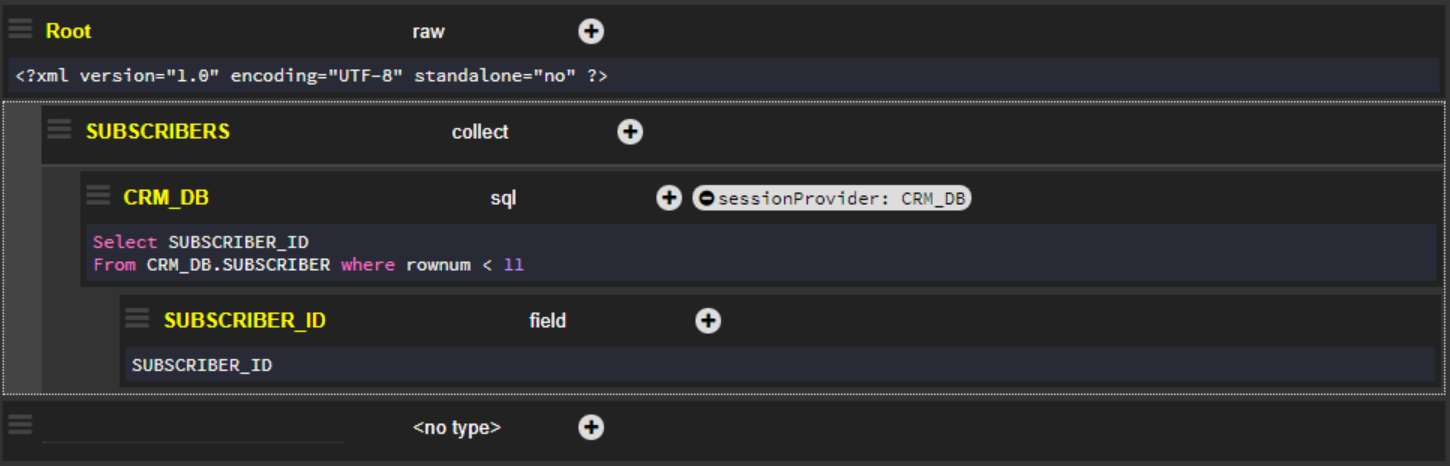 Root raw
<?xml version="1.0" encoding="UTF-8" standalone="no" ?>
SUBSCRIBERS collect
CRM_DB sql sessionProvider: CRM_DB
Select SUBSCRIBER_ID
From CRM_DB.SUBSCRIBER where rownum < 11
SUBSCRIBER_ID field
SUBSCRIBER_ID
<no type>